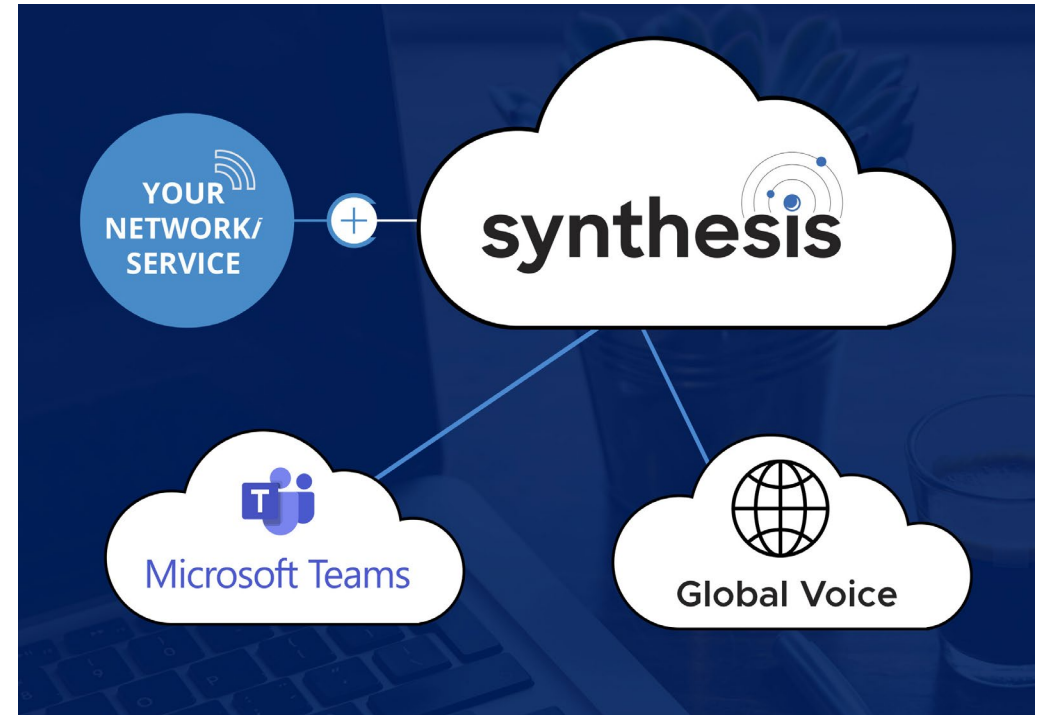 YOUR
NETWORK/
SERVICE
synthesis
T
Microsoft Teams
Global Voice